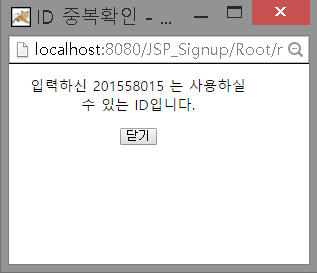 ID 중복확인 - ...
localhost:8080/JSP_Signup/Root/r
입력하신 201558015 는 사용하실
수 있는 ID입니다.
닫기